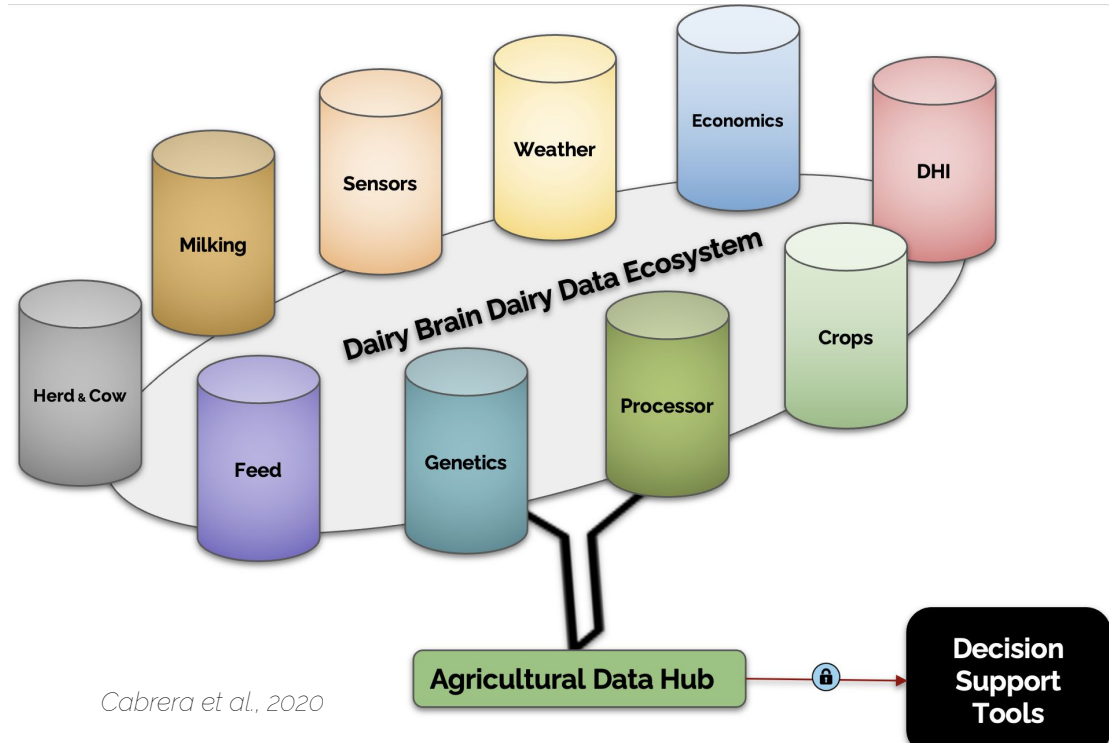 Economics
Weather
DHI
Sensors
Milking
Dairy Brain Dairy Data Ecosystem
Crops
Herd & Cow
Processor
Feed
Genetics
Agricultural Data Hub
Decision
Support
Tools
Cabrera et al., 2020